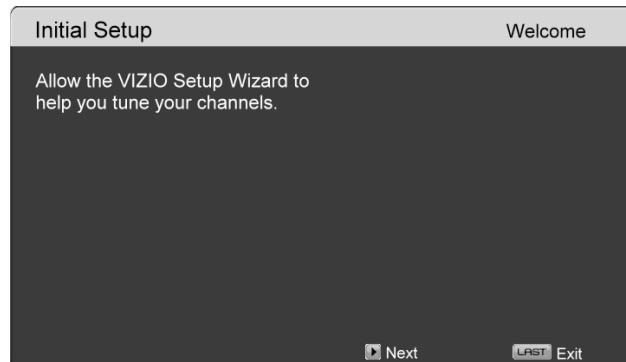 Initial Setup Welcome
Allow the VIZIO Setup Wizard to
help you tune your channels.
Next LAST Exit